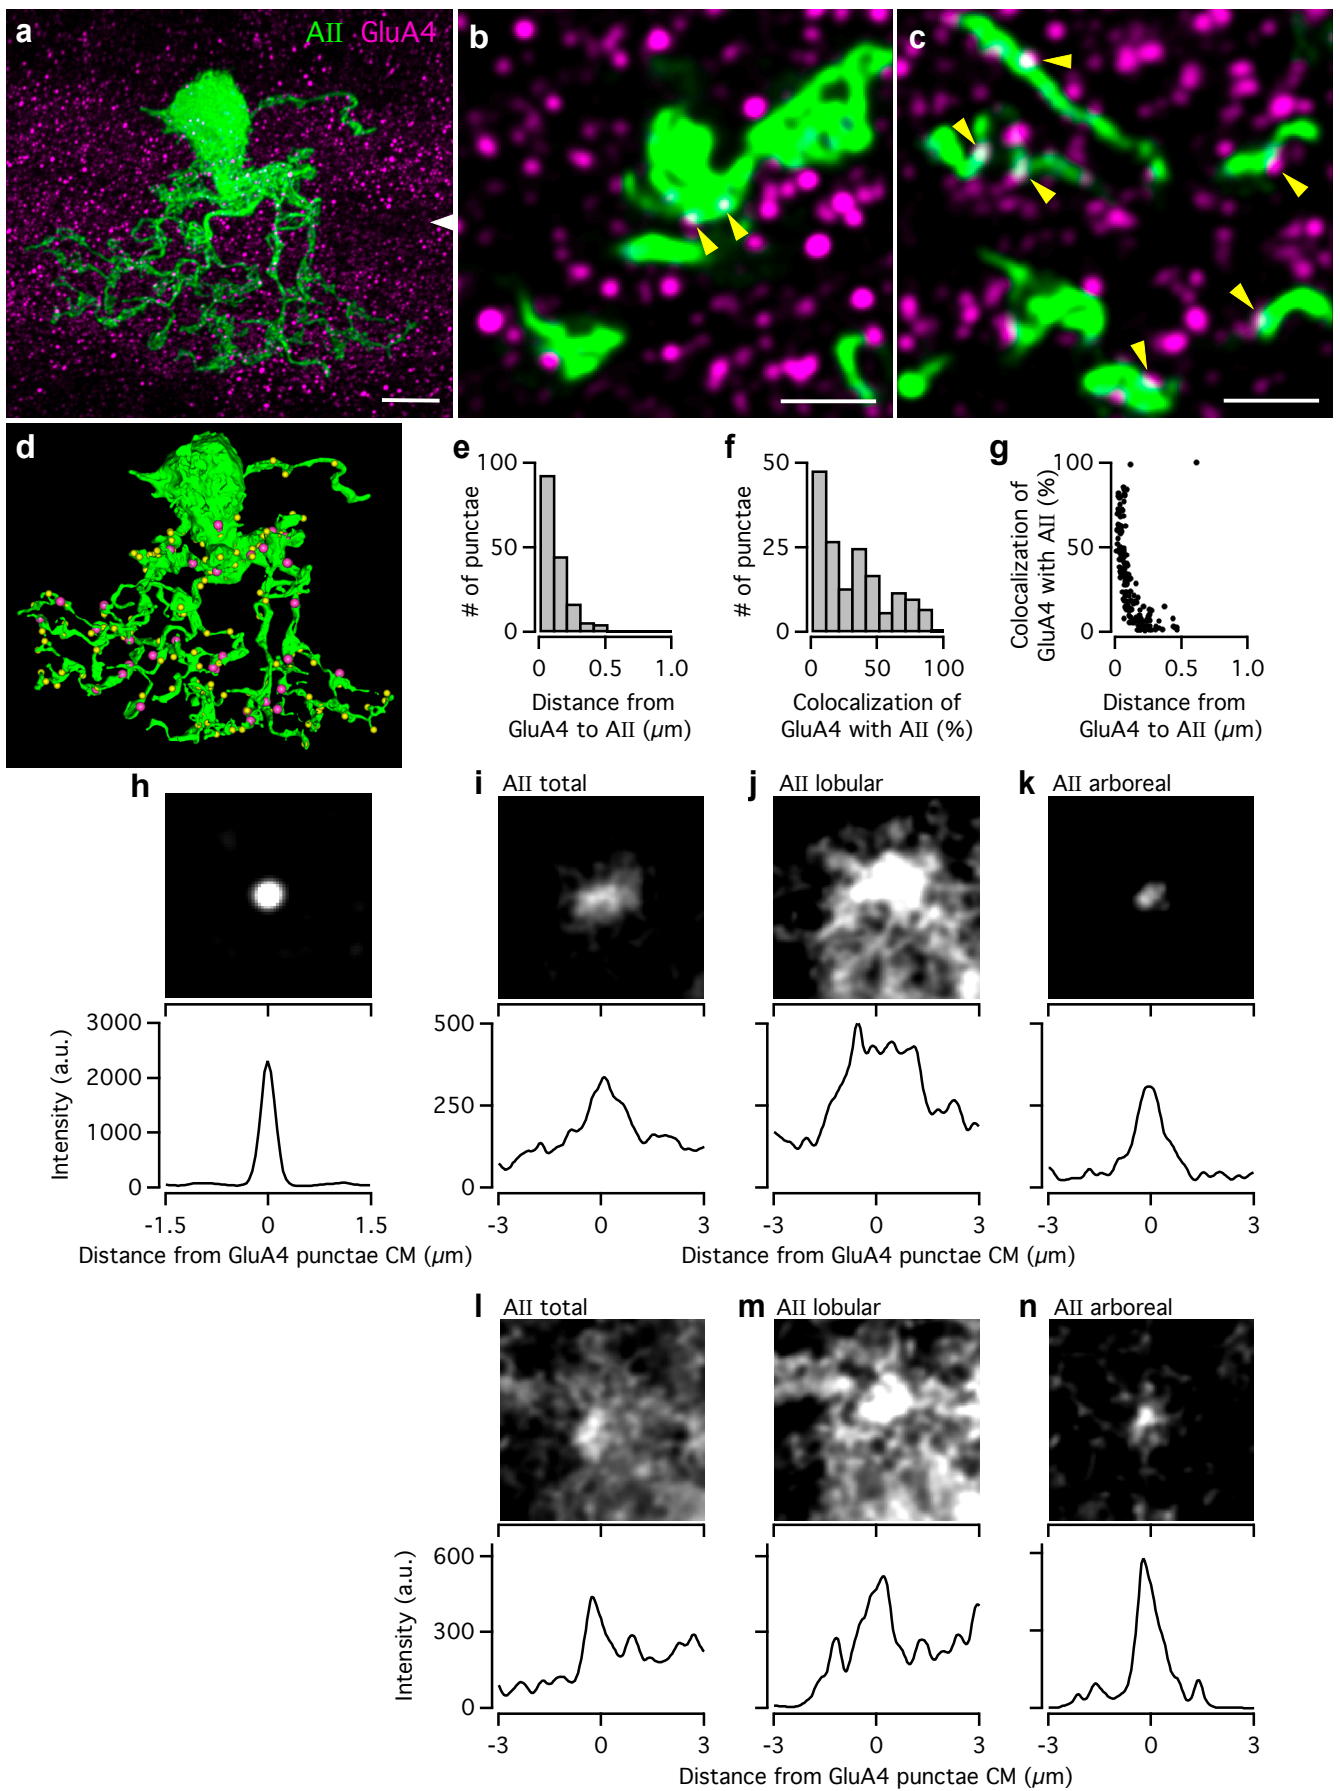 a
AII GluA4
b
c
d
e
100
50
0
# of punctae
0 0.5 1.0
Distance from
GluA4 to AII (µm)
f
50
25
0
# of punctae
0 50 100
Colocalization of
GluA4 with AII (%)
g
100
50
0
Colocalization of
GluA4 with AII (%)
0 0.5 1.0
Distance from
GluA4 to AII (µm)
h
i AII total
j AII lobular
k AII arboreal
3000
2000
1000
0
Intensity (a.u.)
-1.5 0 1.5
Distance from GluA4 punctae CM (µm)
500
250
0
-3 0 3
-3 0 3
-3 0 3
Distance from GluA4 punctae CM (µm)
l AII total
m AII lobular
n AII arboreal
600
300
0
Intensity (a.u.)
-3 0 3
-3 0 3
-3 0 3
Distance from GluA4 punctae CM (µm)